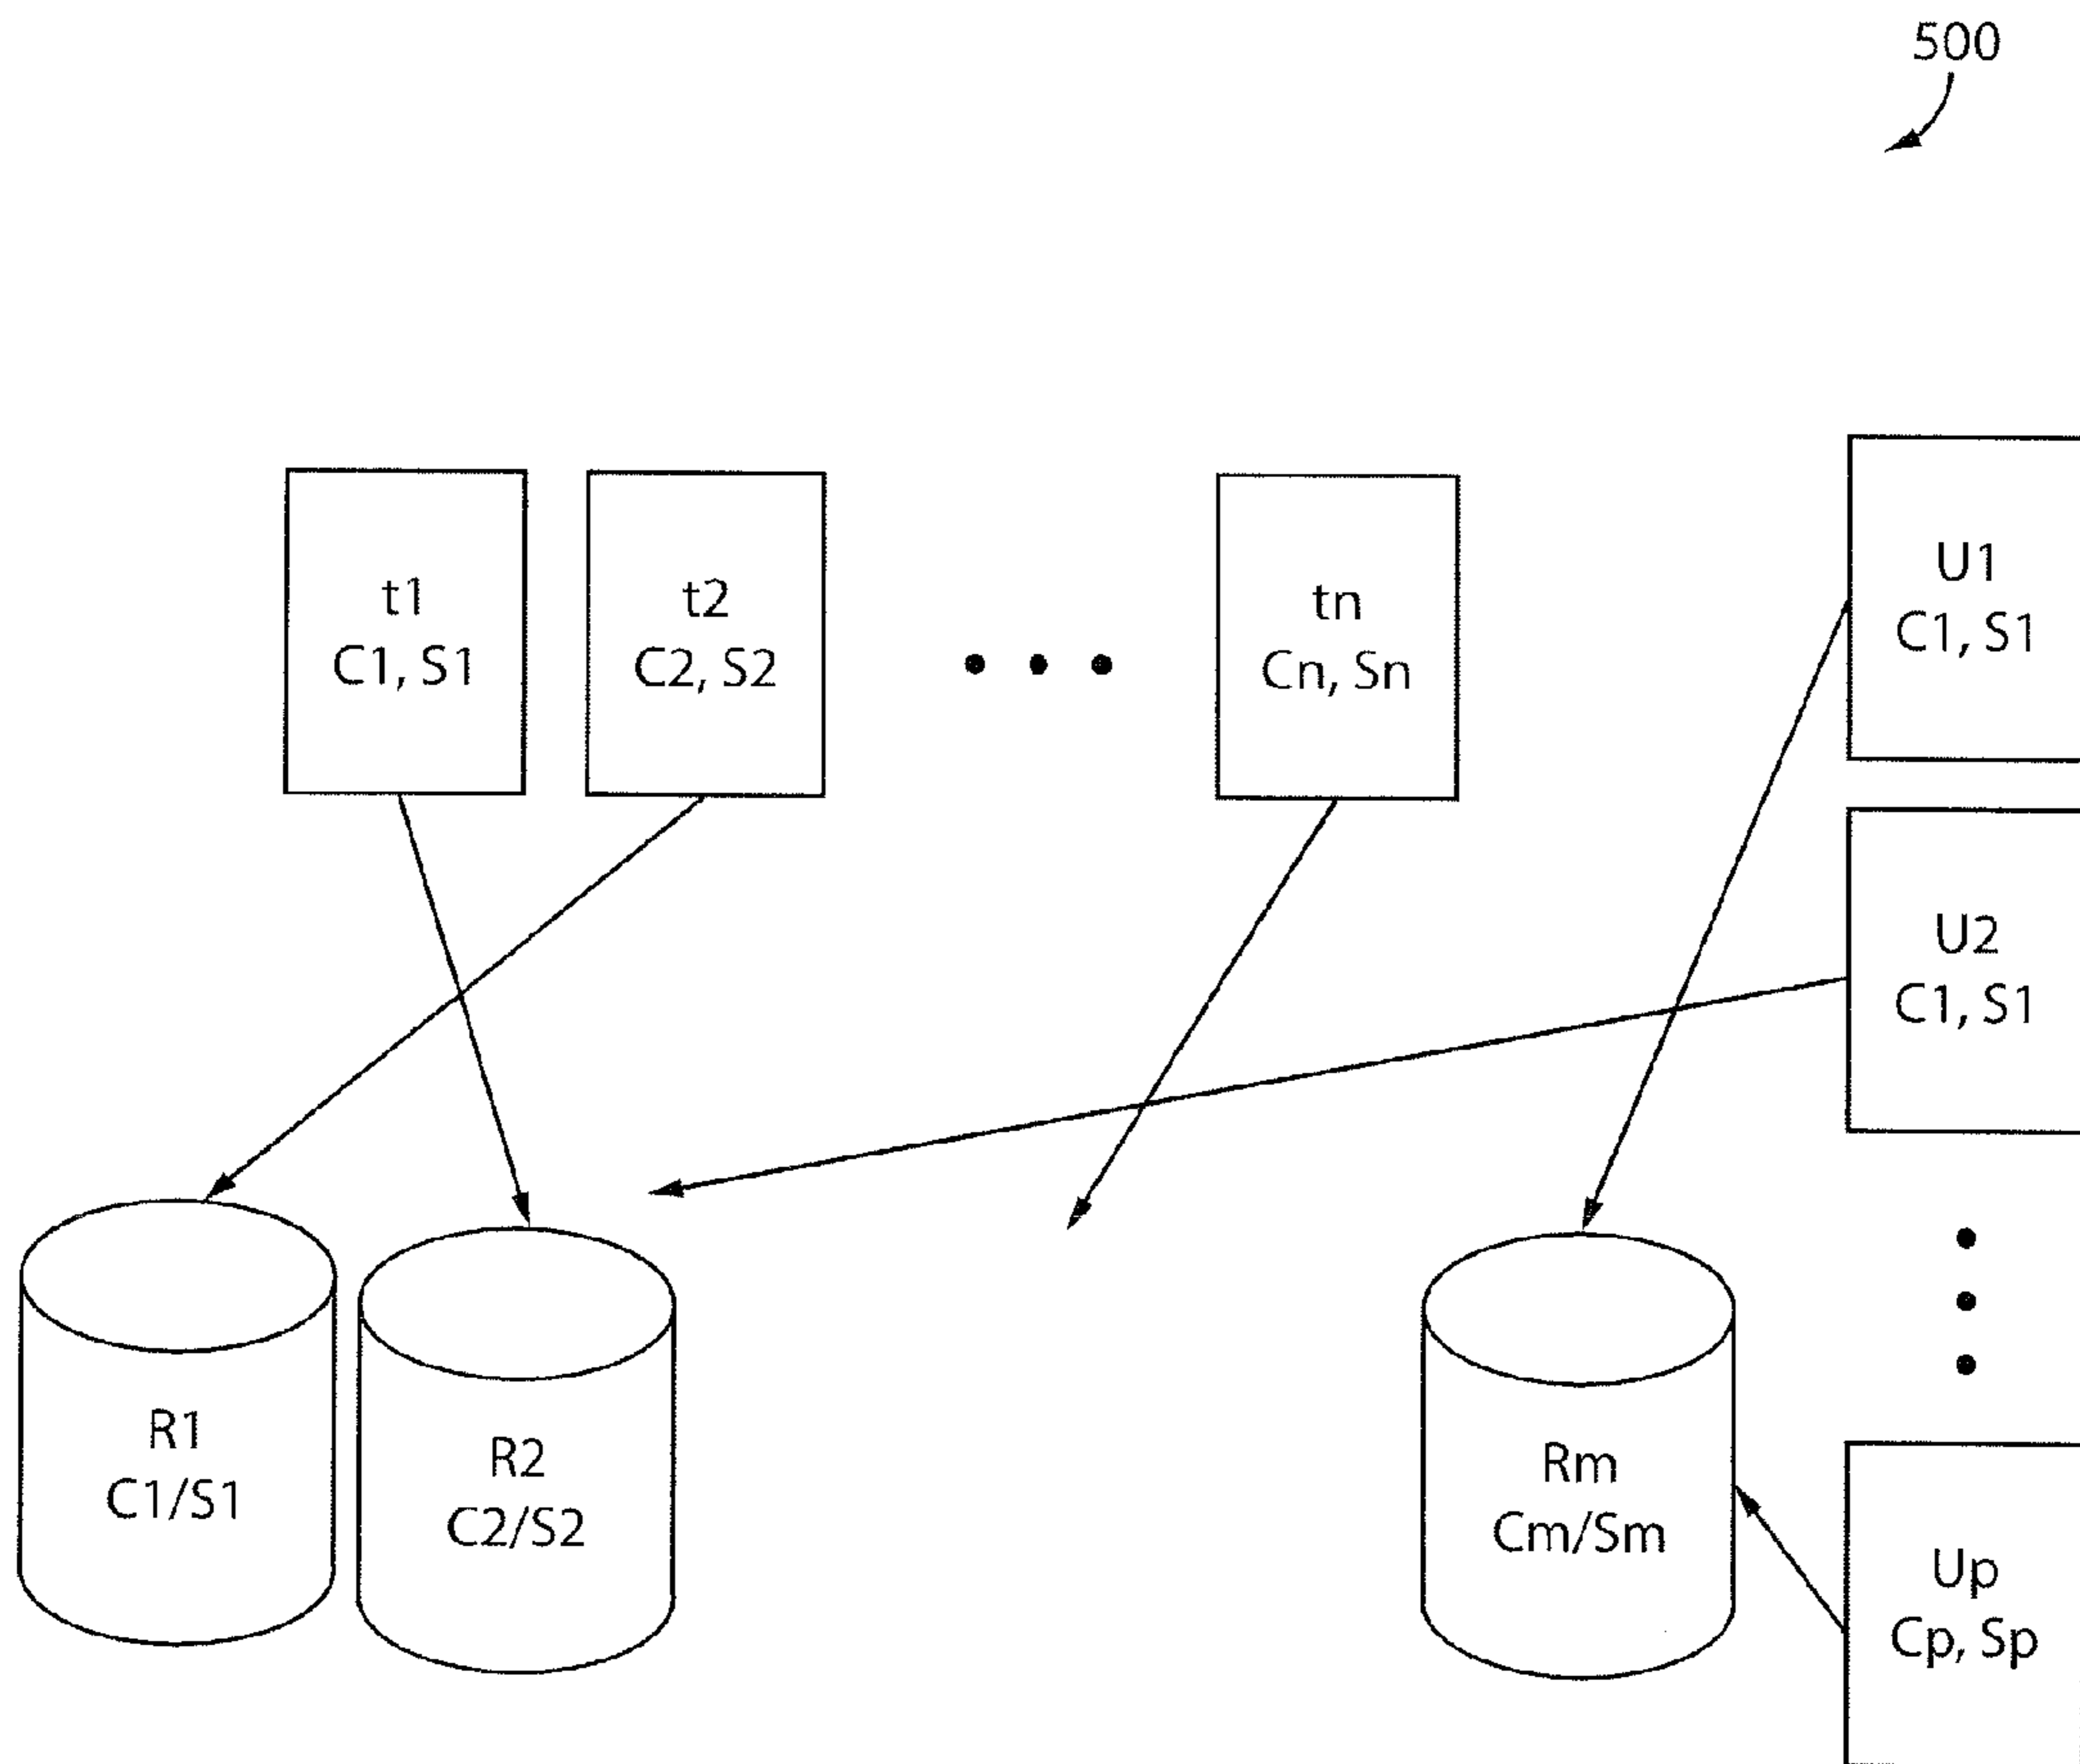 500
t1
C1, S1
t2
C2, S2
tn
Cn, Sn
U1
C1, S1
U2
C1, S1
R1
C1/S1
R2
C2/S2
Rm
Cm/Sm
Up
Cp, Sp